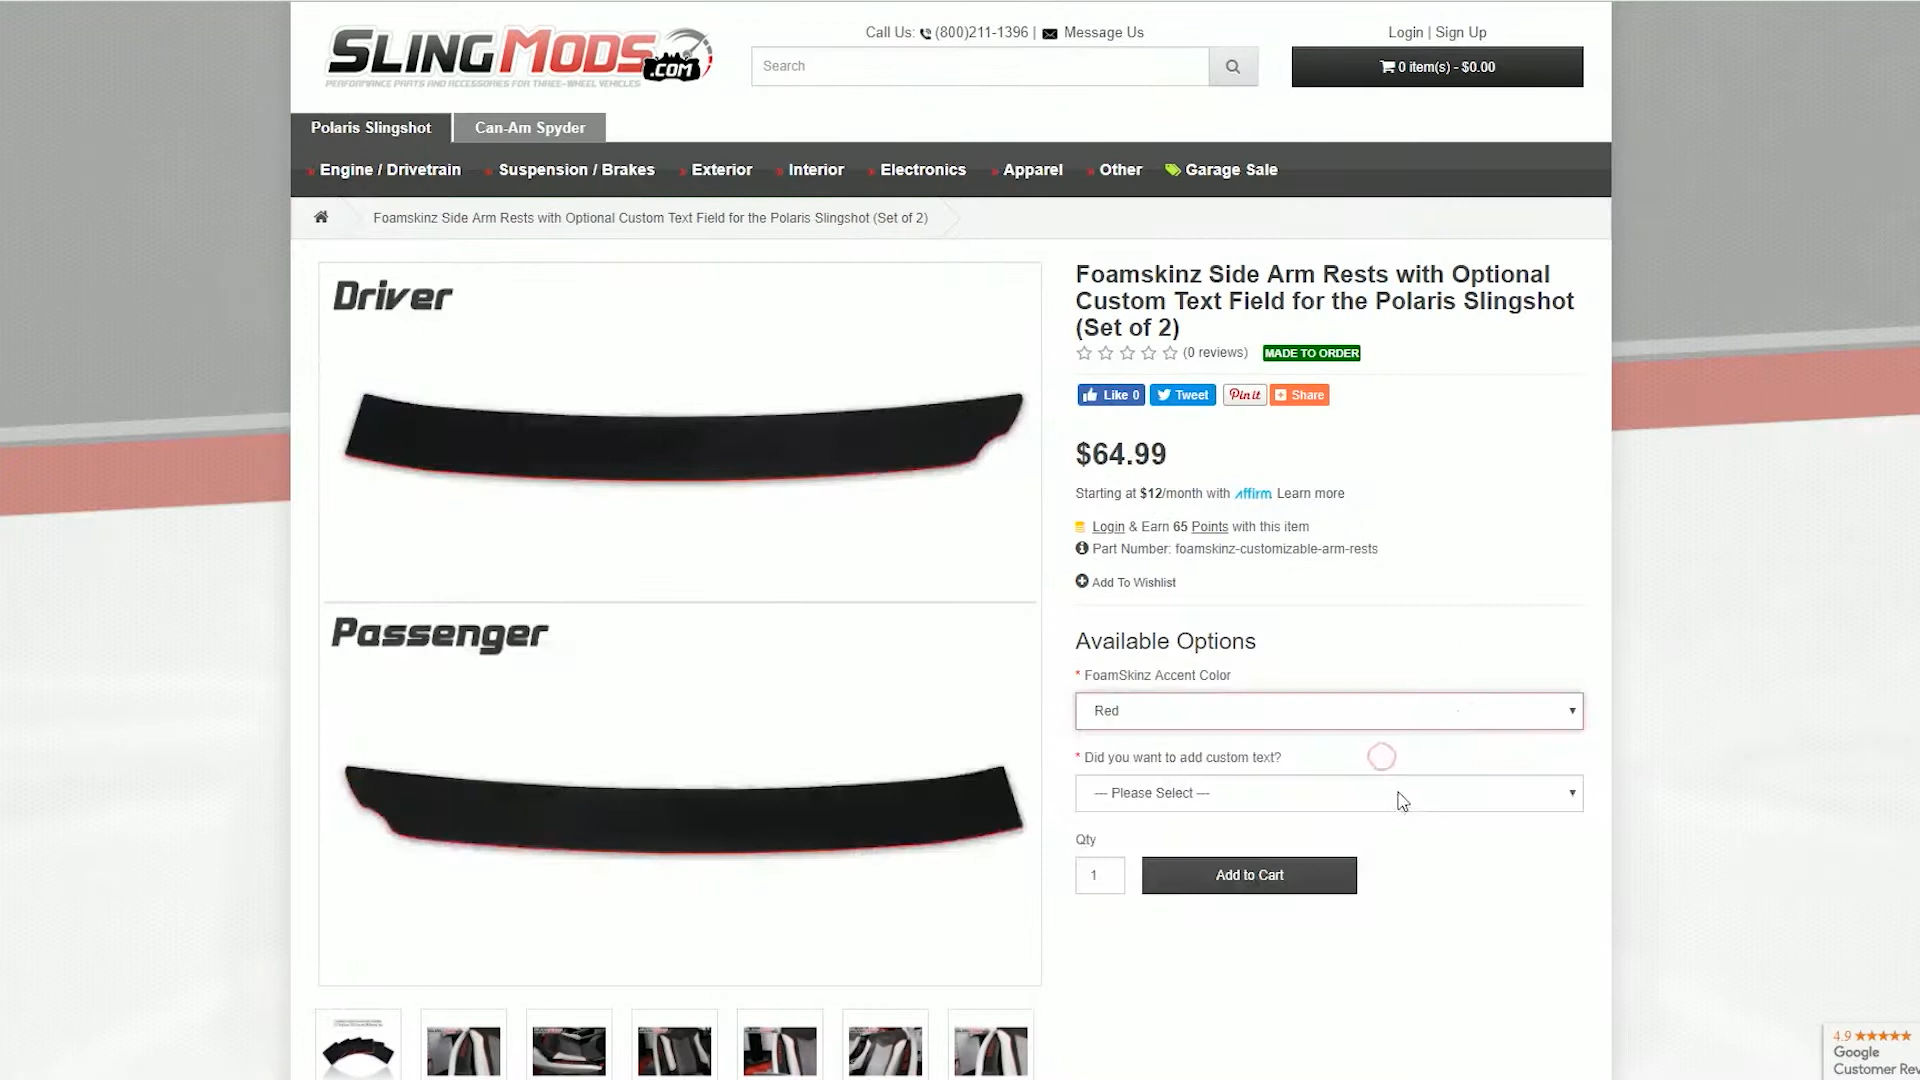 SLINGMODS.COM
PERFORMANCE PARTS AND ACCESSORIES FOR THREE-WHEEL VEHICLES
Call Us: (800)211-1396 | Message Us
Login | Sign Up
Search
0 item(s) - $0.00
Polaris Slingshot
Can-Am Spyder
Engine / Drivetrain
Suspension / Brakes
Exterior
Interior
Electronics
Apparel
Other
Garage Sale
Foamskinz Side Arm Rests with Optional Custom Text Field for the Polaris Slingshot (Set of 2)
Driver
Passenger
Foamskinz Side Arm Rests with Optional
Custom Text Field for the Polaris Slingshot
(Set of 2)
(0 reviews) MADE TO ORDER
Like 0
Tweet
Pin it
Share
$64.99
Starting at $12/month with affirm Learn more
Login & Earn 65 Points with this item
Part Number: foamskinz-customizable-arm-rests
Add To Wishlist
Available Options
* FoamSkinz Accent Color
Red
* Did you want to add custom text?
--- Please Select ---
Qty
1
Add to Cart
4.9 ★★★★★
Google
Customer Rev